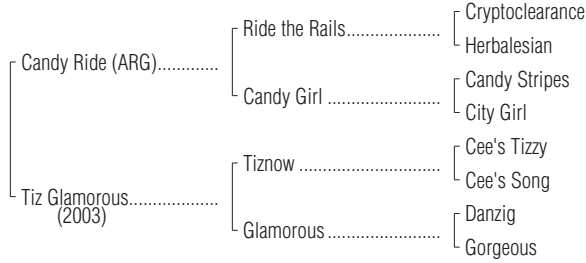 Cryptoclearance
Ride the Rails.....................
Herbalesian
Candy Ride (ARG).............
Candy Stripes
Candy Girl ........................
City Girl
Cee's Tizzy
Tiznow ..............................
Cee's Song
Tiz Glamorous...................
(2003)
Danzig
Glamorous ........................
Gorgeous